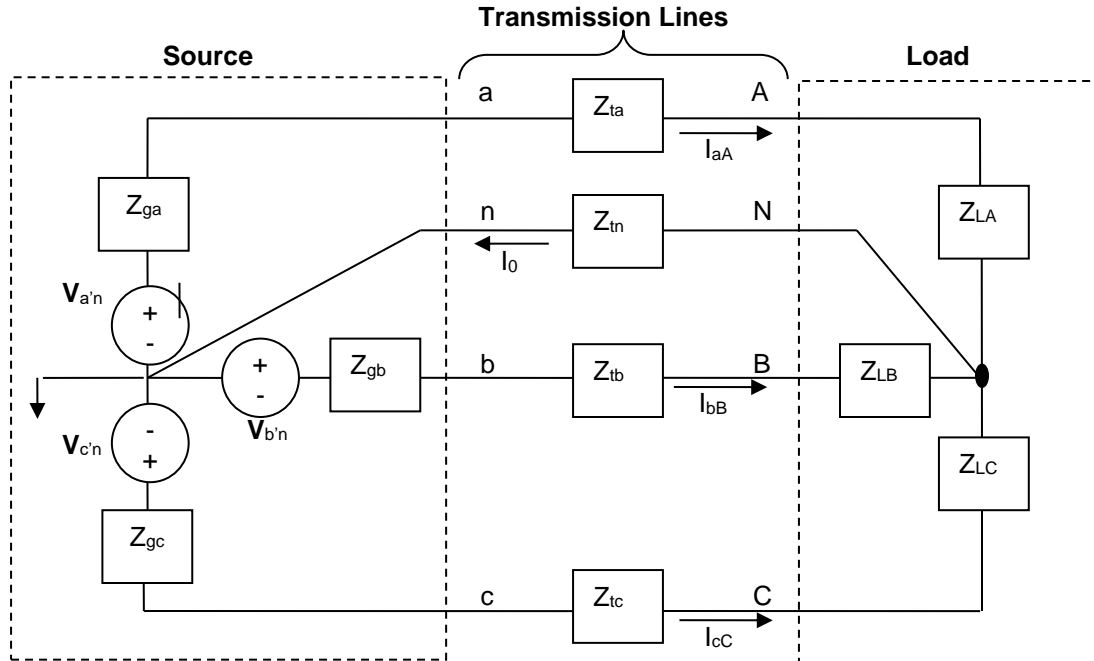 Transmission Lines
Source
Load
a
Zta
A
IaA
Zga
n
Ztn
N
I0
ZLA
Va'n
+
-
+
-
Zgb
b
Ztb
B
IbB
ZLB
Vb'n
Vc'n
-
+
ZLC
Zgc
c
Ztc
C
IcC